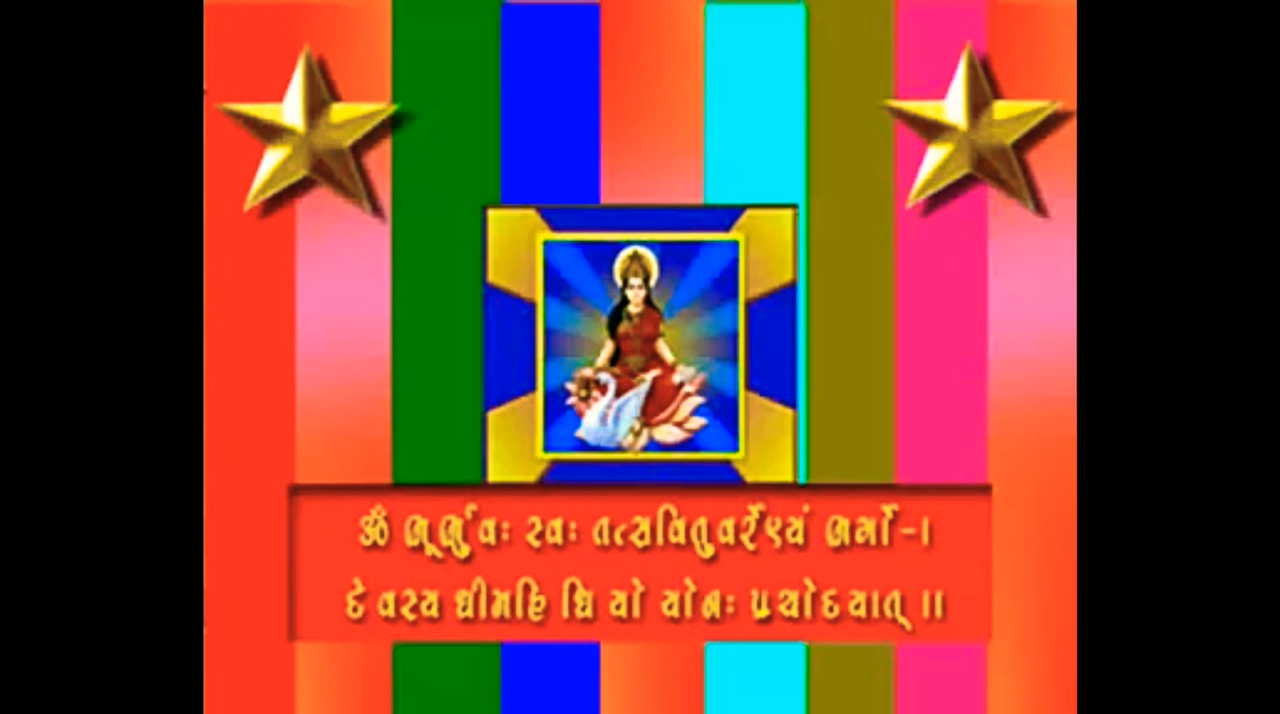 ૐ ભૂર્ભુવઃ સ્વઃ તત્સવિતુવર્રેણ્યં ભર્ગો-।
દેવસ્ય ધીમહિ ધિ યો યોનઃ પ્રચોદયાત્ ॥